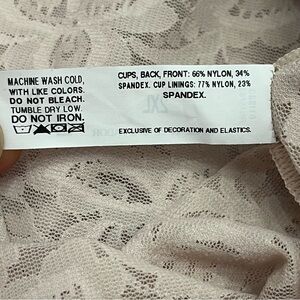 MACHINE WASH COLD,
WITH LIKE COLORS.
DO NOT BLEACH.
TUMBLE DRY LOW.
DO NOT IRON.
CUPS, BACK, FRONT: 66% NYLON, 34%
SPANDEX. CUP LININGS: 77% NYLON, 23%
SPANDEX.
EXCLUSIVE OF DECORATION AND ELASTICS.